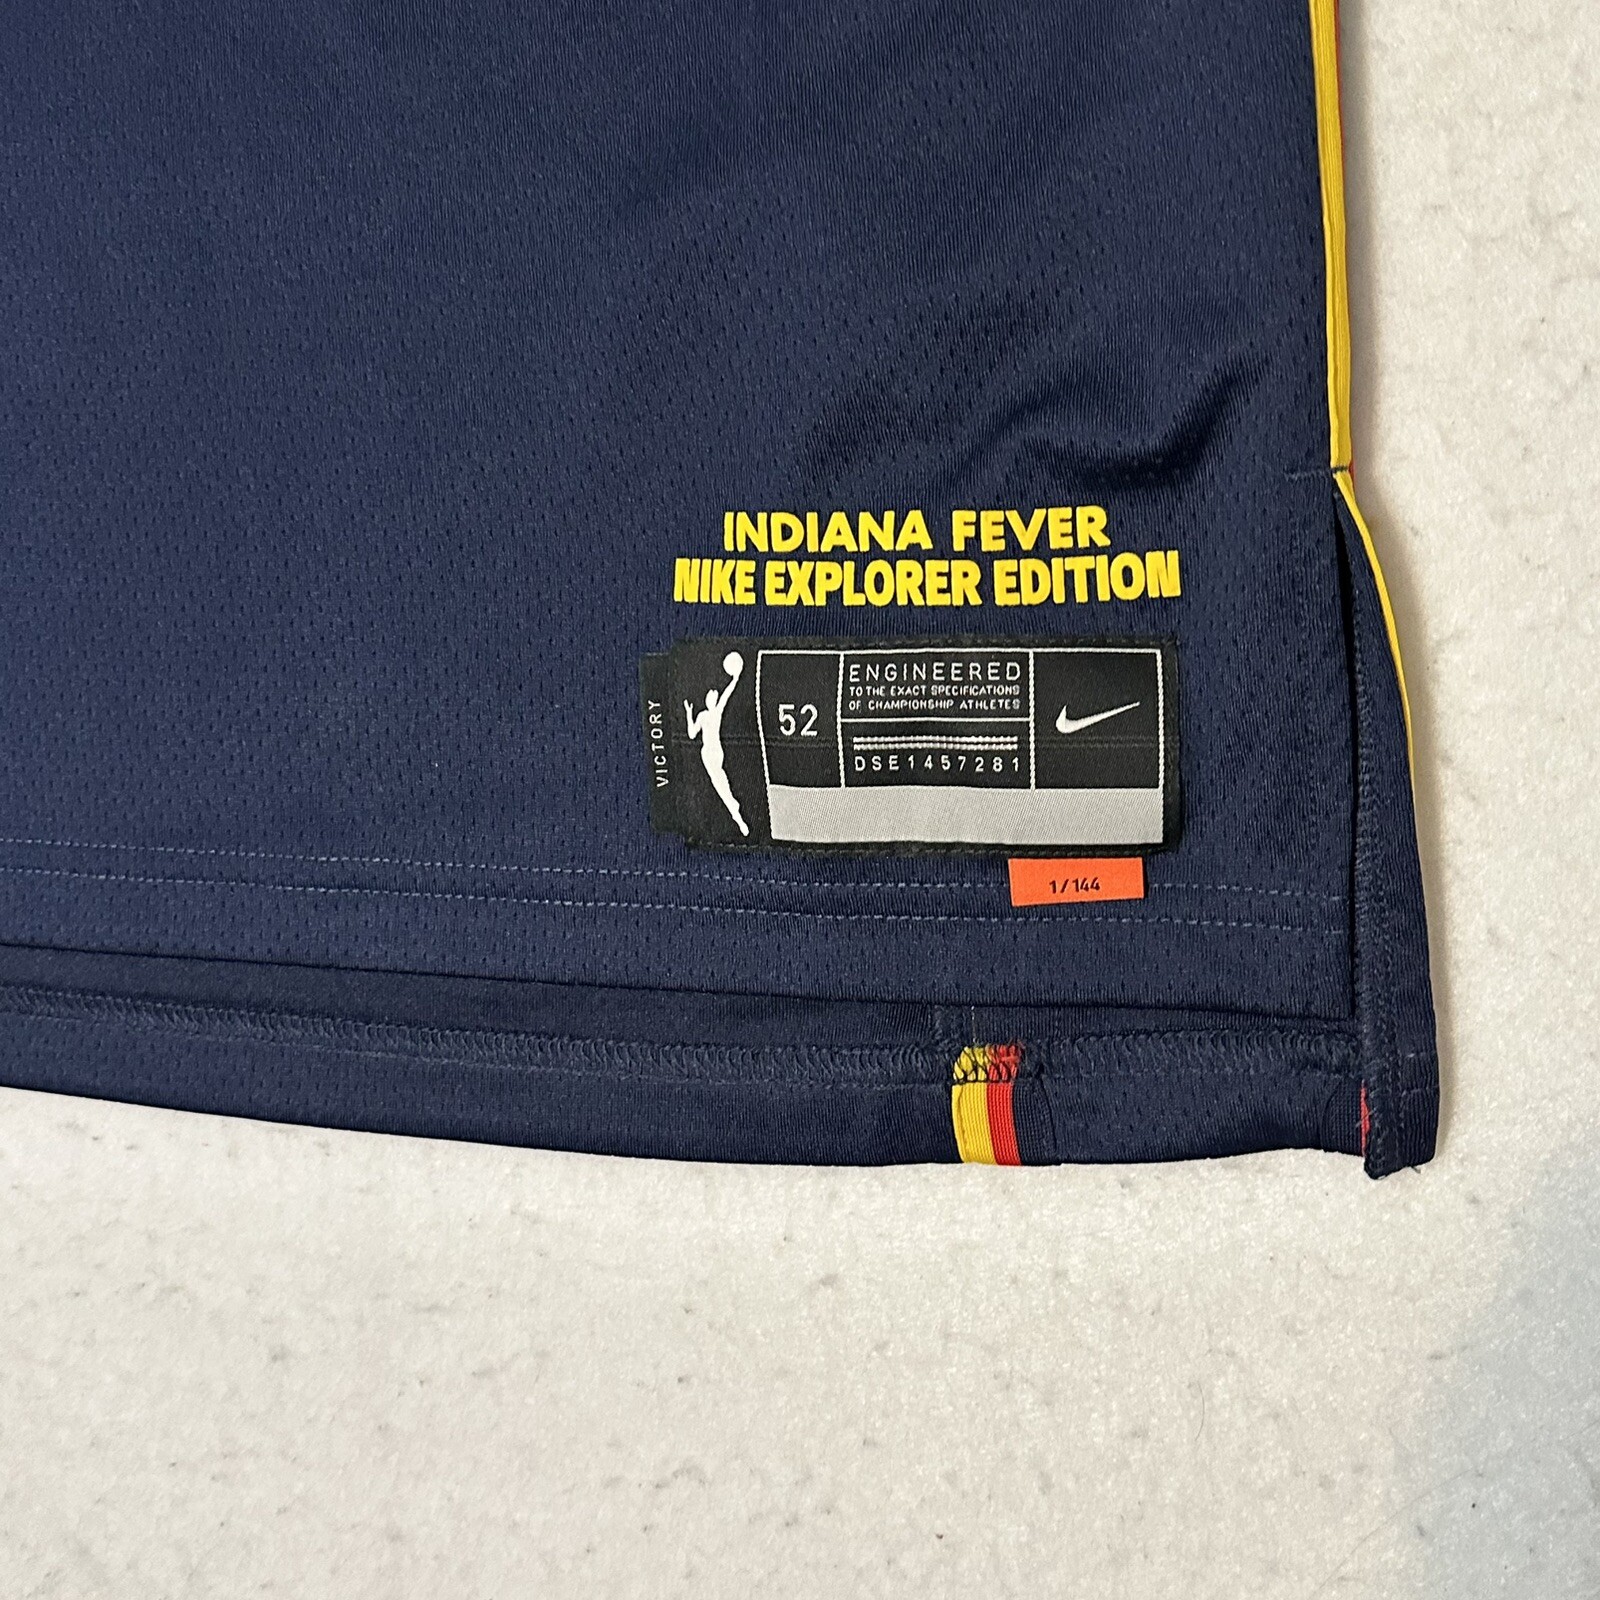 INDIANA FEVER
NIKE EXPLORER EDITION
VICTORY
52
ENGINEERED
TO THE EXACT SPECIFICATIONS
OF CHAMPIONSHIP ATHLETES
DSE1457281
1/144